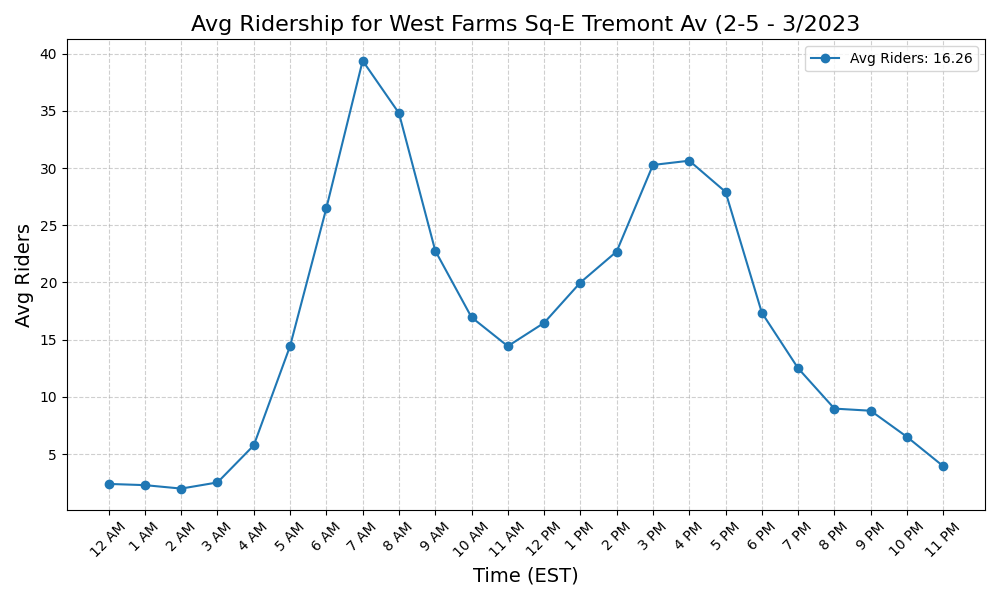 Avg Ridership for West Farms Sq-E Tremont Av (2-5 - 3/2023
Avg Riders: 16.26
Avg Riders
40
35
30
25
20
15
10
5
12 AM
1 AM
2 AM
3 AM
4 AM
5 AM
6 AM
7 AM
8 AM
9 AM
10 AM
11 AM
12 PM
1 PM
2 PM
3 PM
4 PM
5 PM
6 PM
7 PM
8 PM
9 PM
10 PM
11 PM
Time (EST)